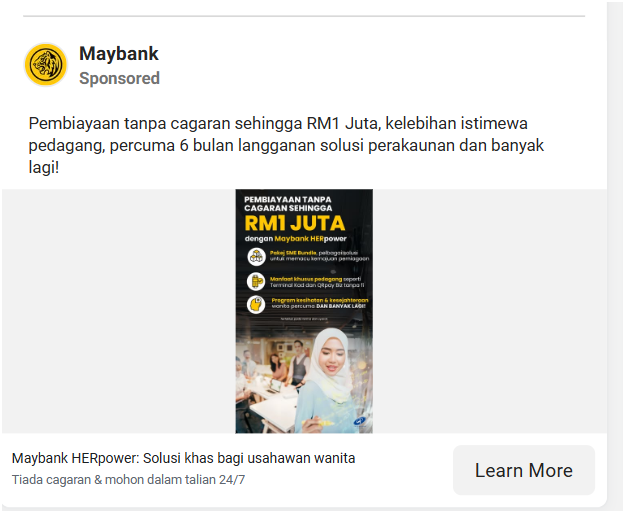 Maybank
Sponsored
Pembiayaan tanpa cagaran sehingga RM1 Juta, kelebihan istimewa
pedagang, percuma 6 bulan langganan solusi perakaunan dan banyak
lagi!
PEMBIAYAAN TANPA
CAGARAN SEHINGGA
RM1 JUTA
dengan Maybank HERpower
Pakej SME Bundle, pelbagai solusi
untuk memacu kemajuan perniagaan
Manfaat khusus pedagang seperti
Terminal Kad dan QRpay Biz tanpa fi
Program kesihatan & kesejahteraan
wanita percuma DAN BANYAK LAGI!
Maybank HERpower: Solusi khas bagi usahawan wanita
Tiada cagaran & mohon dalam talian 24/7
Learn More